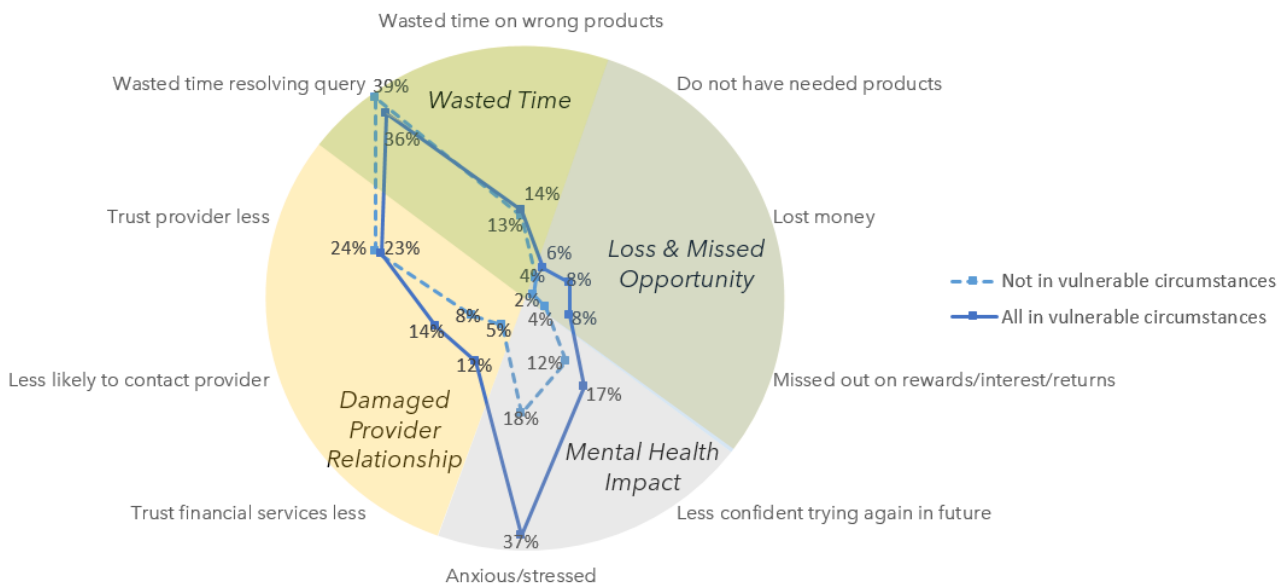 Wasted time on wrong products
Wasted time resolving query
39%
Wasted Time
Do not have needed products
36%
14%
13%
Trust provider less
Lost money
24%
23%
6%
Loss & Missed
Opportunity
4%
8%
2%
Not in vulnerable circumstances
8%
5%
4%
8%
All in vulnerable circumstances
14%
12%
12%
Less likely to contact provider
Missed out on rewards/interest/returns
17%
Damaged
Provider
Relationship
18%
Mental Health
Impact
Trust financial services less
Less confident trying again in future
37%
Anxious/stressed